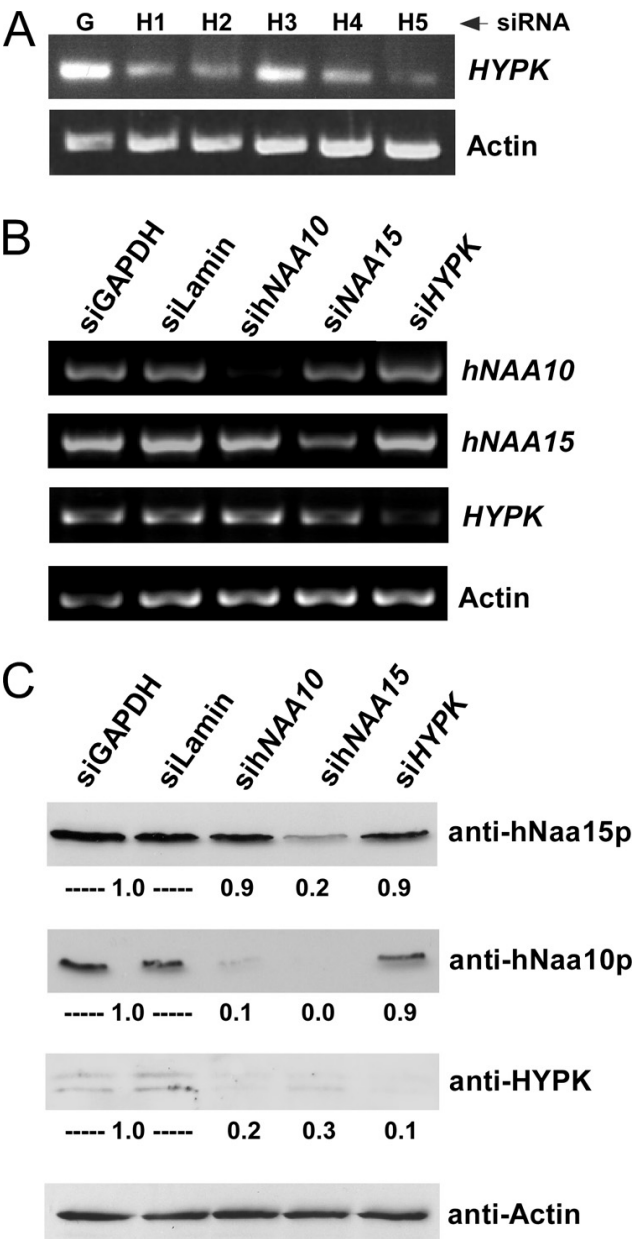 A
G H1 H2 H3 H4 H5 ◄ siRNA
HYPK
Actin
B
siGAPDH siLamin sihNAA10 siNAA15 siHYPK
hNAA10
hNAA15
HYPK
Actin
C
siGAPDH siLamin sihNAA10 sihNAA15 siHYPK
anti-hNaa15p
----- 1.0 ----- 0.9 0.2 0.9
anti-hNaa10p
----- 1.0 ----- 0.1 0.0 0.9
anti-HYPK
----- 1.0 ----- 0.2 0.3 0.1
anti-Actin